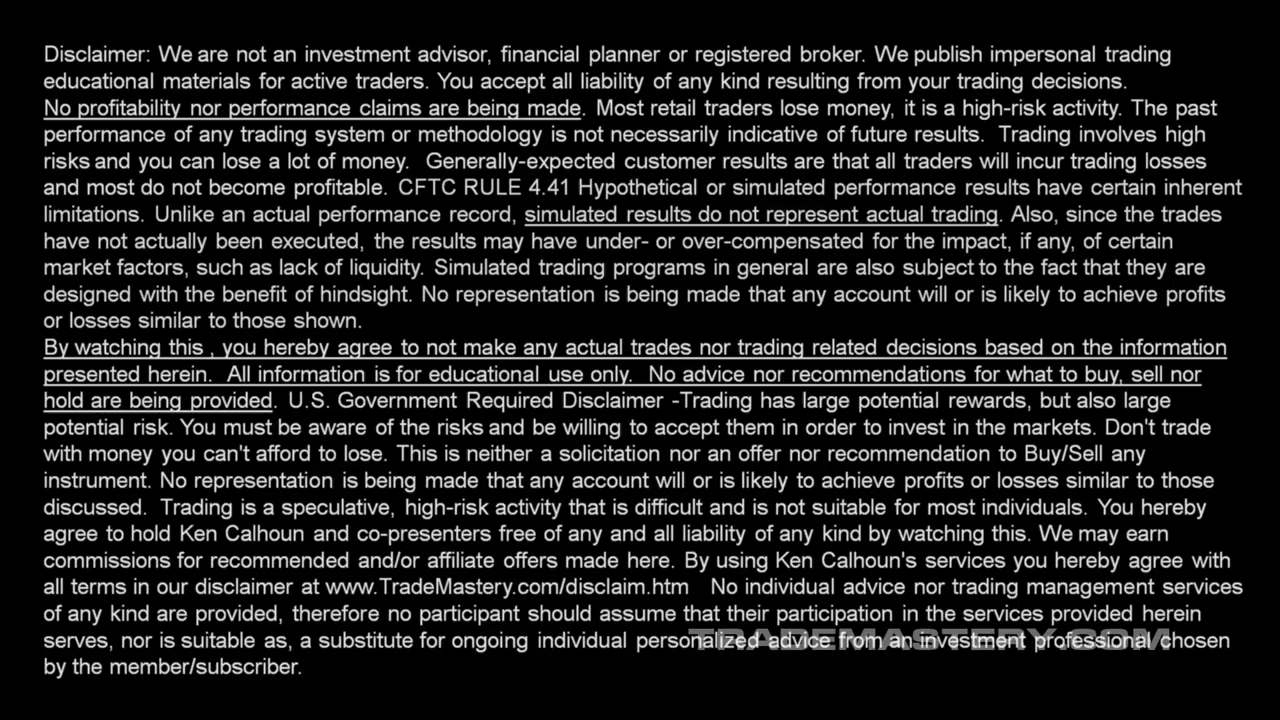 Disclaimer: We are not an investment advisor, financial planner or registered broker. We publish impersonal trading
educational materials for active traders. You accept all liability of any kind resulting from your trading decisions.
No profitability nor performance claims are being made. Most retail traders lose money, it is a high-risk activity. The past
performance of any trading system or methodology is not necessarily indicative of future results. Trading involves high
risks and you can lose a lot of money. Generally-expected customer results are that all traders will incur trading losses
and most do not become profitable. CFTC RULE 4.41 Hypothetical or simulated performance results have certain inherent
limitations. Unlike an actual performance record, simulated results do not represent actual trading. Also, since the trades
have not actually been executed, the results may have under- or over-compensated for the impact, if any, of certain
market factors, such as lack of liquidity. Simulated trading programs in general are also subject to the fact that they are
designed with the benefit of hindsight. No representation is being made that any account will or is likely to achieve profits
or losses similar to those shown.
By watching this , you hereby agree to not make any actual trades nor trading related decisions based on the information
presented herein. All information is for educational use only. No advice nor recommendations for what to buy, sell nor
hold are being provided. U.S. Government Required Disclaimer -Trading has large potential rewards, but also large
potential risk. You must be aware of the risks and be willing to accept them in order to invest in the markets. Don't trade
with money you can't afford to lose. This is neither a solicitation nor an offer nor recommendation to Buy/Sell any
instrument. No representation is being made that any account will or is likely to achieve profits or losses similar to those
discussed. Trading is a speculative, high-risk activity that is difficult and is not suitable for most individuals. You hereby
agree to hold Ken Calhoun and co-presenters free of any and all liability of any kind by watching this. We may earn
commissions for recommended and/or affiliate offers made here. By using Ken Calhoun's services you hereby agree with
all terms in our disclaimer at www.TradeMastery.com/disclaim.htm No individual advice nor trading management services
of any kind are provided, therefore no participant should assume that their participation in the services provided herein
serves, nor is suitable as, a substitute for ongoing individual personalized advice from an investment professional chosen
by the member/subscriber.
TRADEMASTERY.COM